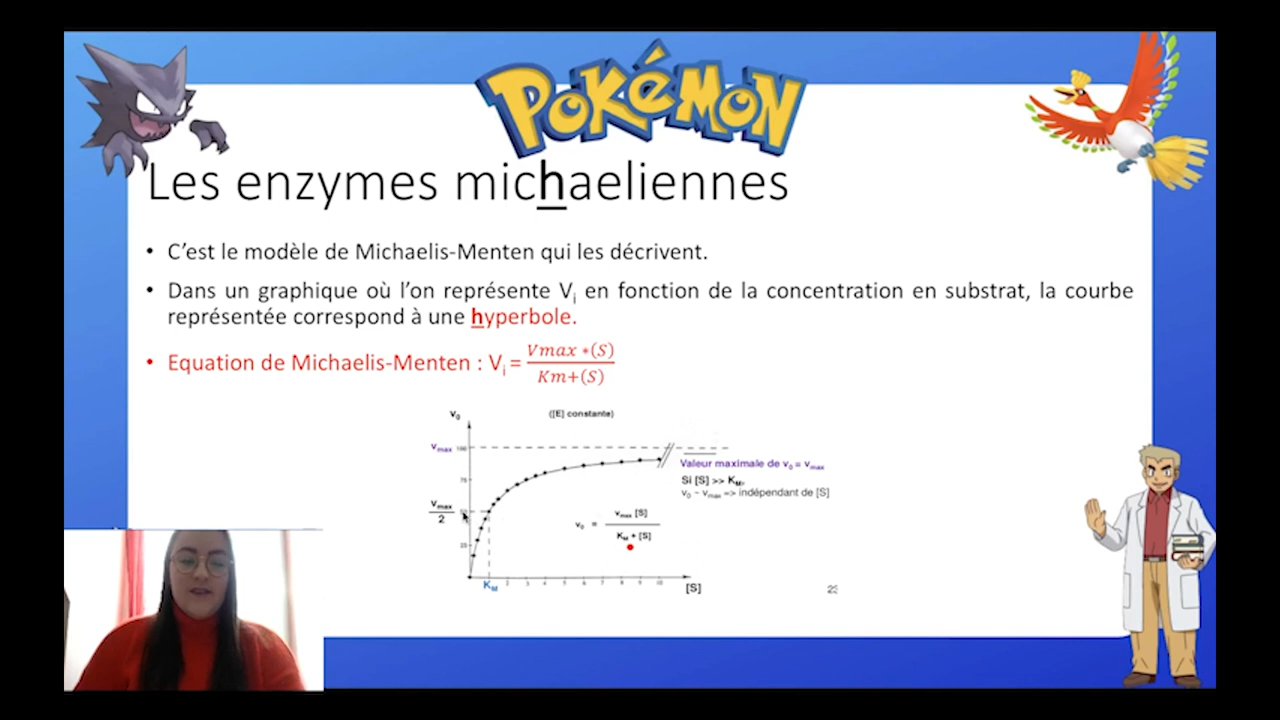 POKÉMON
Les enzymes michaeliennes
• C’est le modèle de Michaelis-Menten qui les décrivent.
• Dans un graphique où l’on représente Vi en fonction de la concentration en substrat, la courbe
représentée correspond à une hyperbole.
• Equation de Michaelis-Menten : Vi = Vmax *(S) / Km+(S)
v0
([E] constante)
vmax
100
Valeur maximale de v0 = vmax
75
Si [S] >> KM,
v0 ~ vmax => indépendant de [S]
vmax / 2
50
v0 = vmax [S] / KM + [S]
25
KM 2 3 4 5 6 7 8 9 10 [S]